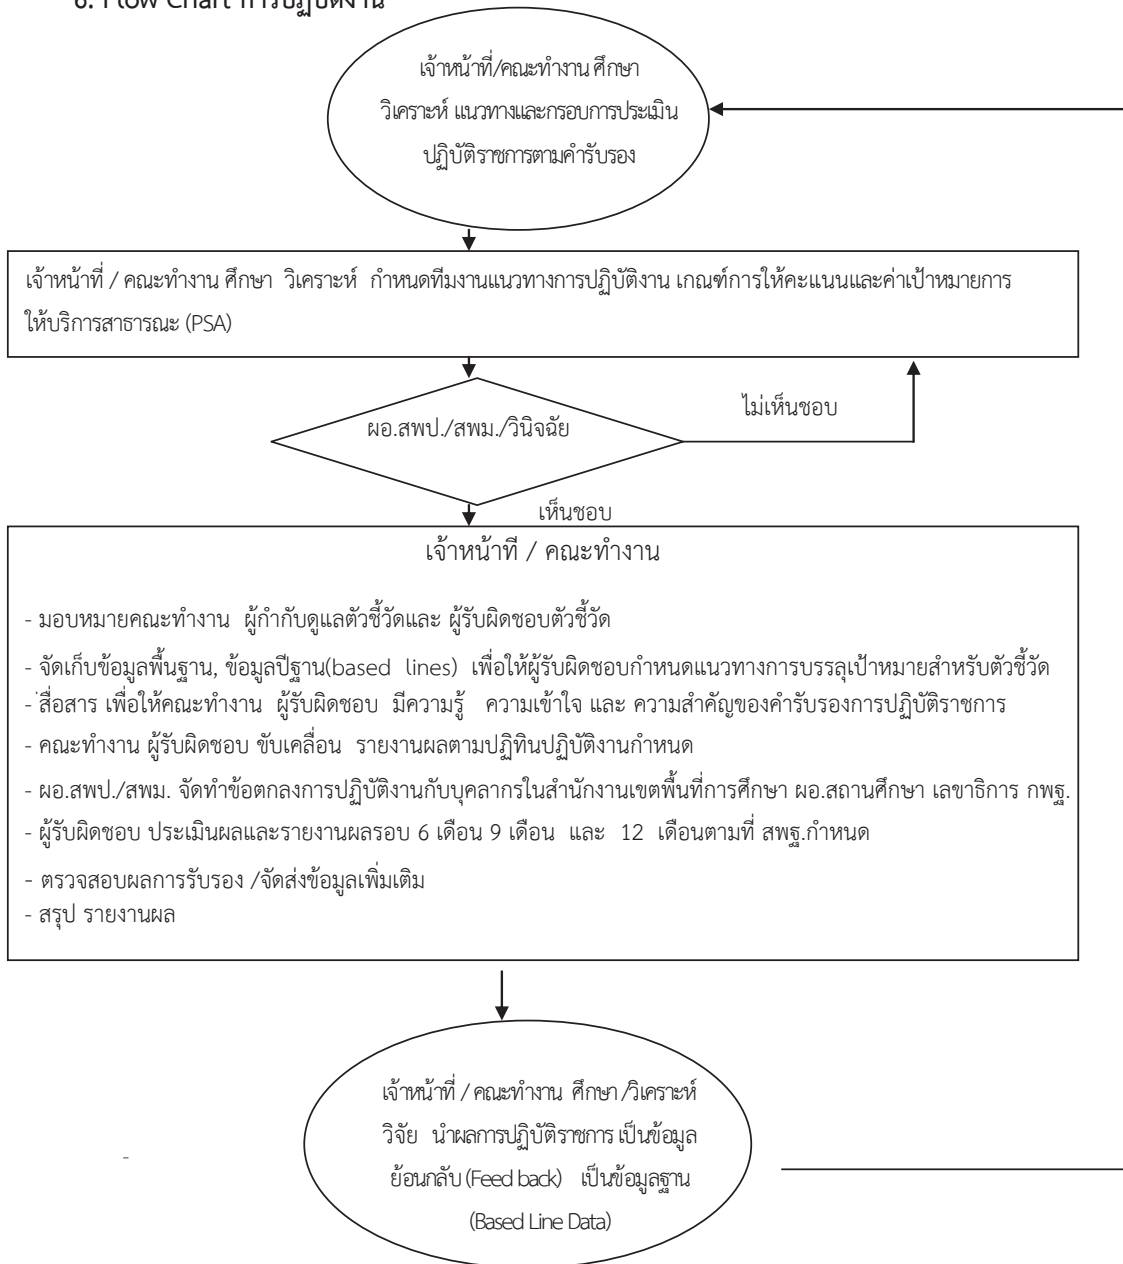 6. Flow Chart การปฏิบัติงาน
เจ้าหน้าที่/คณะทำงาน ศึกษา
วิเคราะห์ แนวทางและกรอบการประเมิน
ปฏิบัติราชการตามคำรับรอง
เจ้าหน้าที่ / คณะทำงาน ศึกษา วิเคราะห์ กำหนดทีมงานแนวทางการปฏิบัติงาน เกณฑ์การให้คะแนนและค่าเป้าหมายการ
ให้บริการสาธารณะ (PSA)
ไม่เห็นชอบ
ผอ.สพป./สพม./วินิจฉัย
เห็นชอบ
เจ้าหน้าที / คณะทำงาน
- มอบหมายคณะทำงาน ผู้กำกับดูแลตัวชี้วัดและ ผู้รับผิดชอบตัวชี้วัด
- จัดเก็บข้อมูลพื้นฐาน, ข้อมูลปีฐาน(based lines) เพื่อให้ผู้รับผิดชอบกำหนดแนวทางการบรรลุเป้าหมายสำหรับตัวชี้วัด
- สื่อสาร เพื่อให้คณะทำงาน ผู้รับผิดชอบ มีความรู้ ความเข้าใจ และ ความสำคัญของคำรับรองการปฏิบัติราชการ
- คณะทำงาน ผู้รับผิดชอบ ขับเคลื่อน รายงานผลตามปฏิทินปฏิบัติงานกำหนด
- ผอ.สพป./สพม. จัดทำข้อตกลงการปฏิบัติงานกับบุคลากรในสำนักงานเขตพื้นที่การศึกษา ผอ.สถานศึกษา เลขาธิการ กพฐ.
- ผู้รับผิดชอบ ประเมินผลและรายงานผลรอบ 6 เดือน 9 เดือน และ 12 เดือนตามที่ สพฐ.กำหนด
- ตรวจสอบผลการรับรอง /จัดส่งข้อมูลเพิ่มเติม
- สรุป รายงานผล
เจ้าหน้าที่ / คณะทำงาน ศึกษา /วิเคราะห์
วิจัย นำผลการปฏิบัติราชการ เป็นข้อมูล
ย้อนกลับ (Feed back) เป็นข้อมูลฐาน
(Based Line Data)
-